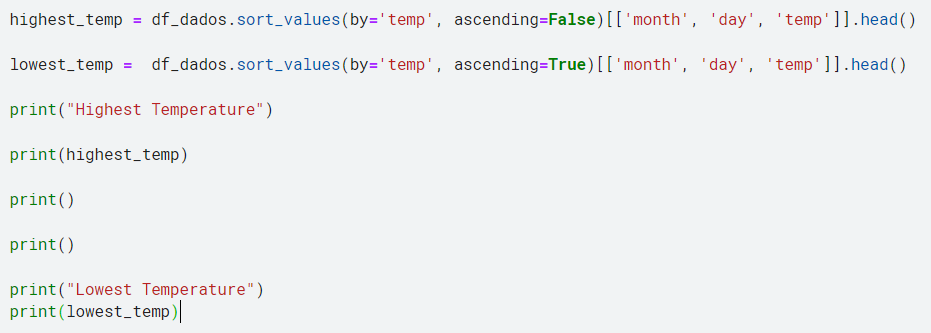 highest_temp = df_dados.sort_values(by='temp', ascending=False)[['month', 'day', 'temp']].head()
lowest_temp =  df_dados.sort_values(by='temp', ascending=True)[['month', 'day', 'temp']].head()
print("Highest Temperature")
print(highest_temp)
print()
print()
print("Lowest Temperature")
print(lowest_temp)